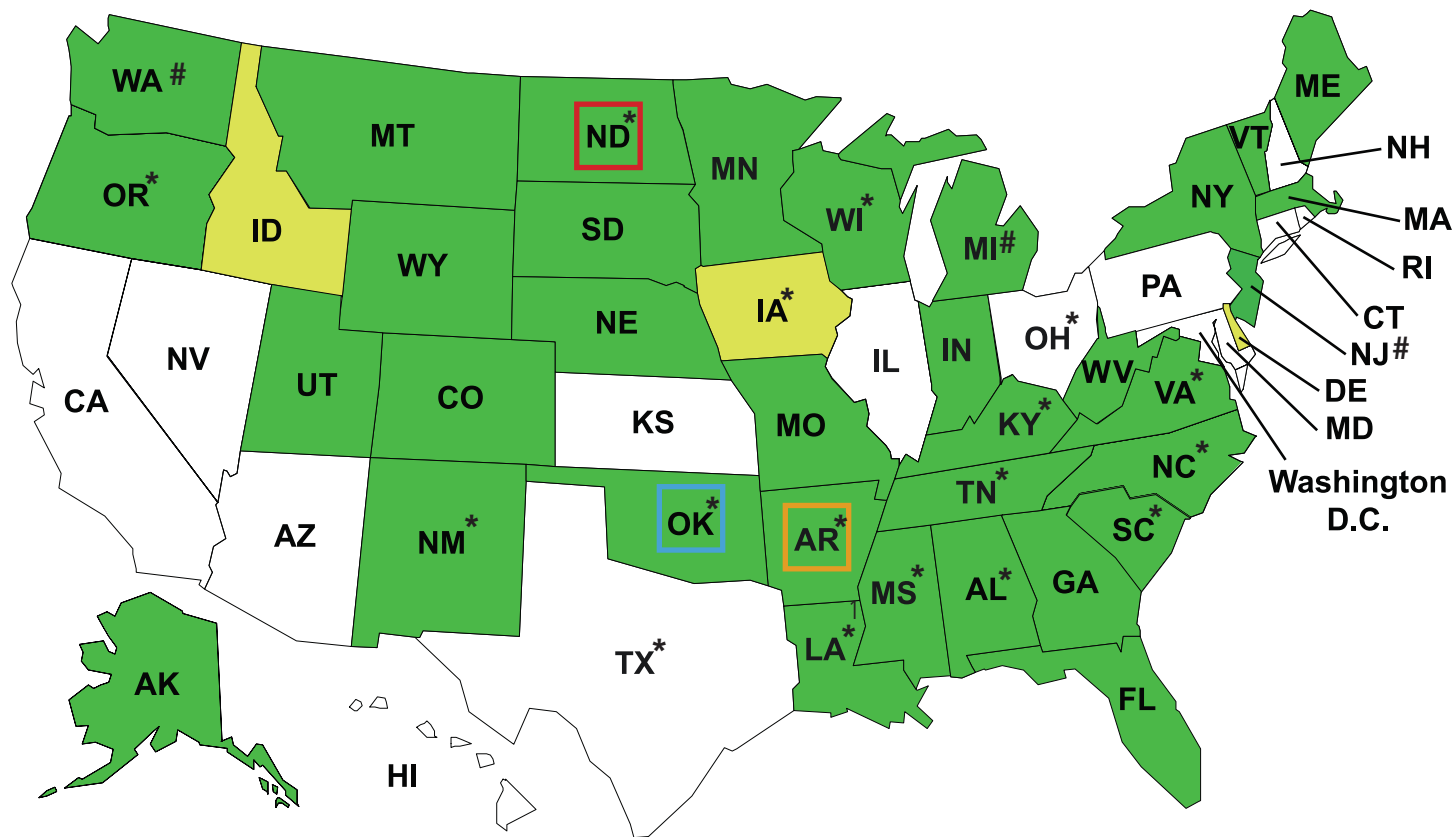 WA #
MT
ND*
MN
ME
VT
NH
OR*
ID
SD
WI*
MI#
NY
MA
WY
RI
PA
IA*
NE
CT
OH*
NJ#
NV
IL
IN
WV
DE
UT
CO
VA*
CA
KS
MO
KY*
MD
NC*
TN*
Washington
D.C.
OK*
AR*
SC*
AZ
NM*
MS*
AL*
GA
LA*†
TX*
AK
FL
HI